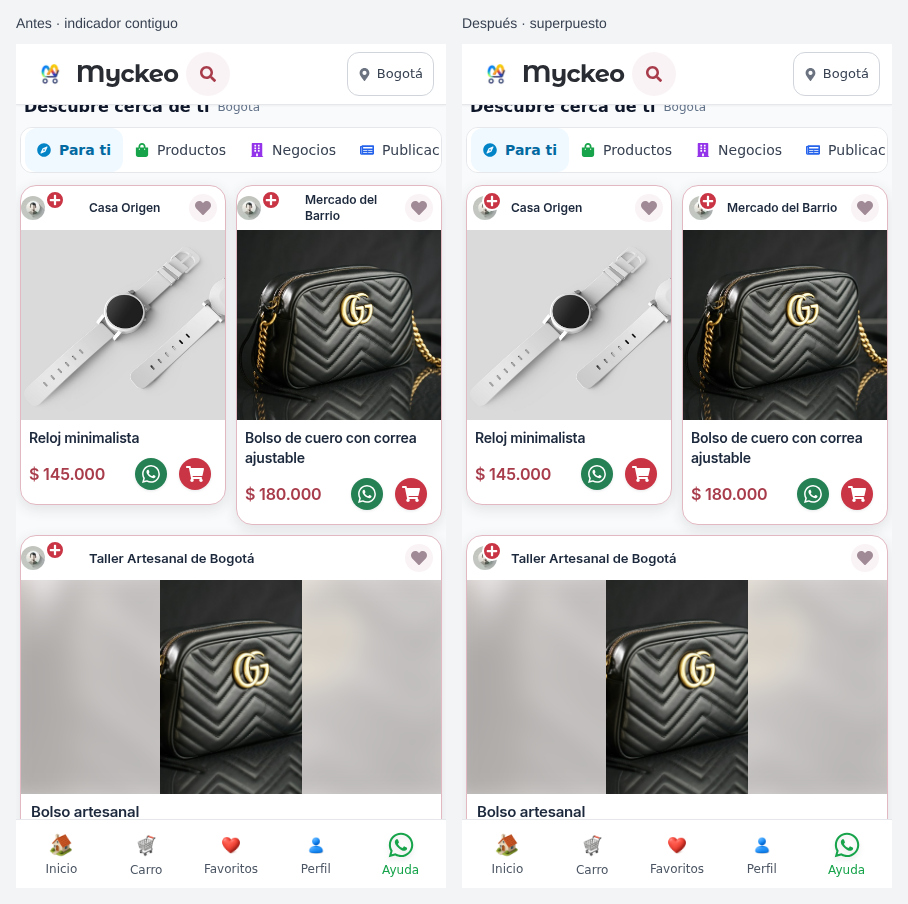 Antes · indicador contiguo
Myckeo
Bogotá
Descubre cerca de ti Bogotá
Para ti Productos Negocios Publicac
Casa Origen
Mercado del
Barrio
Reloj minimalista
$ 145.000
Bolso de cuero con correa
ajustable
$ 180.000
Taller Artesanal de Bogotá
Bolso artesanal
Inicio Carro Favoritos Perfil Ayuda
Después · superpuesto
Myckeo
Bogotá
Descubre cerca de ti Bogotá
Para ti Productos Negocios Publicac
Casa Origen
Mercado del Barrio
Reloj minimalista
$ 145.000
Bolso de cuero con correa
ajustable
$ 180.000
Taller Artesanal de Bogotá
Bolso artesanal
Inicio Carro Favoritos Perfil Ayuda